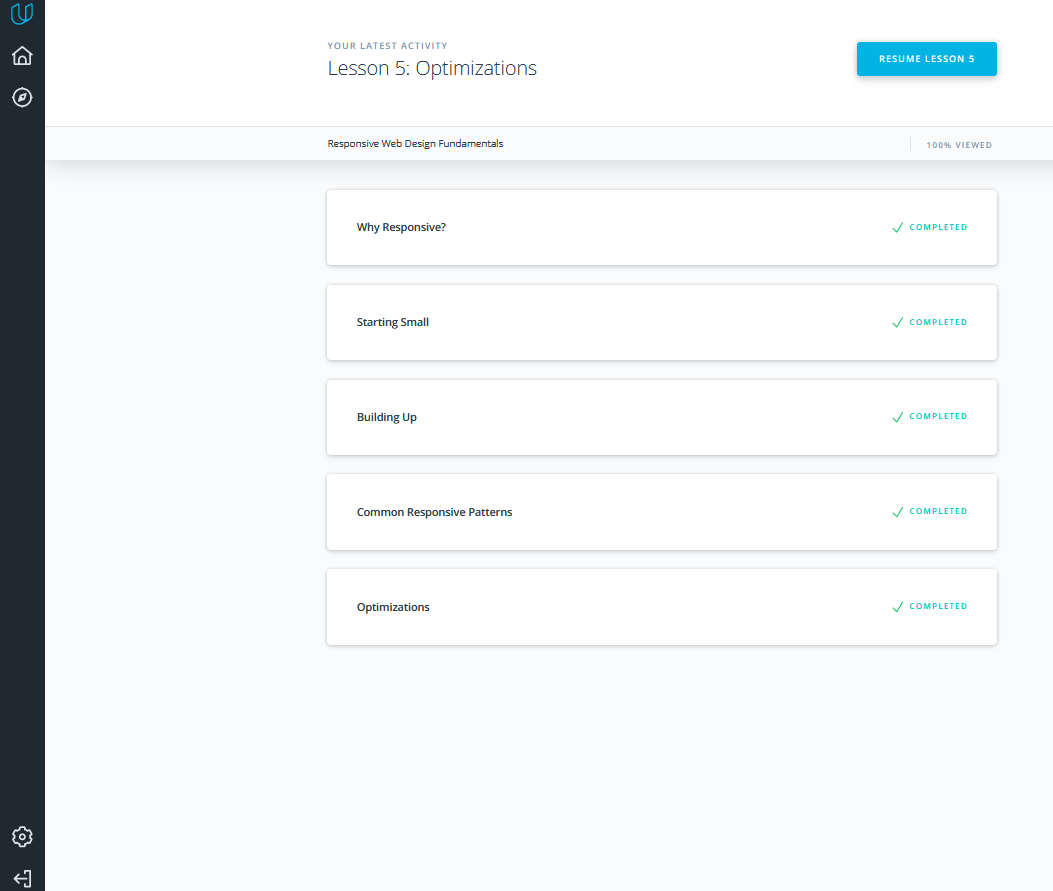 YOUR LATEST ACTIVITY
Lesson 5: Optimizations
RESUME LESSON 5
Responsive Web Design Fundamentals
100% VIEWED
Why Responsive?
COMPLETED
Starting Small
COMPLETED
Building Up
COMPLETED
Common Responsive Patterns
COMPLETED
Optimizations
COMPLETED